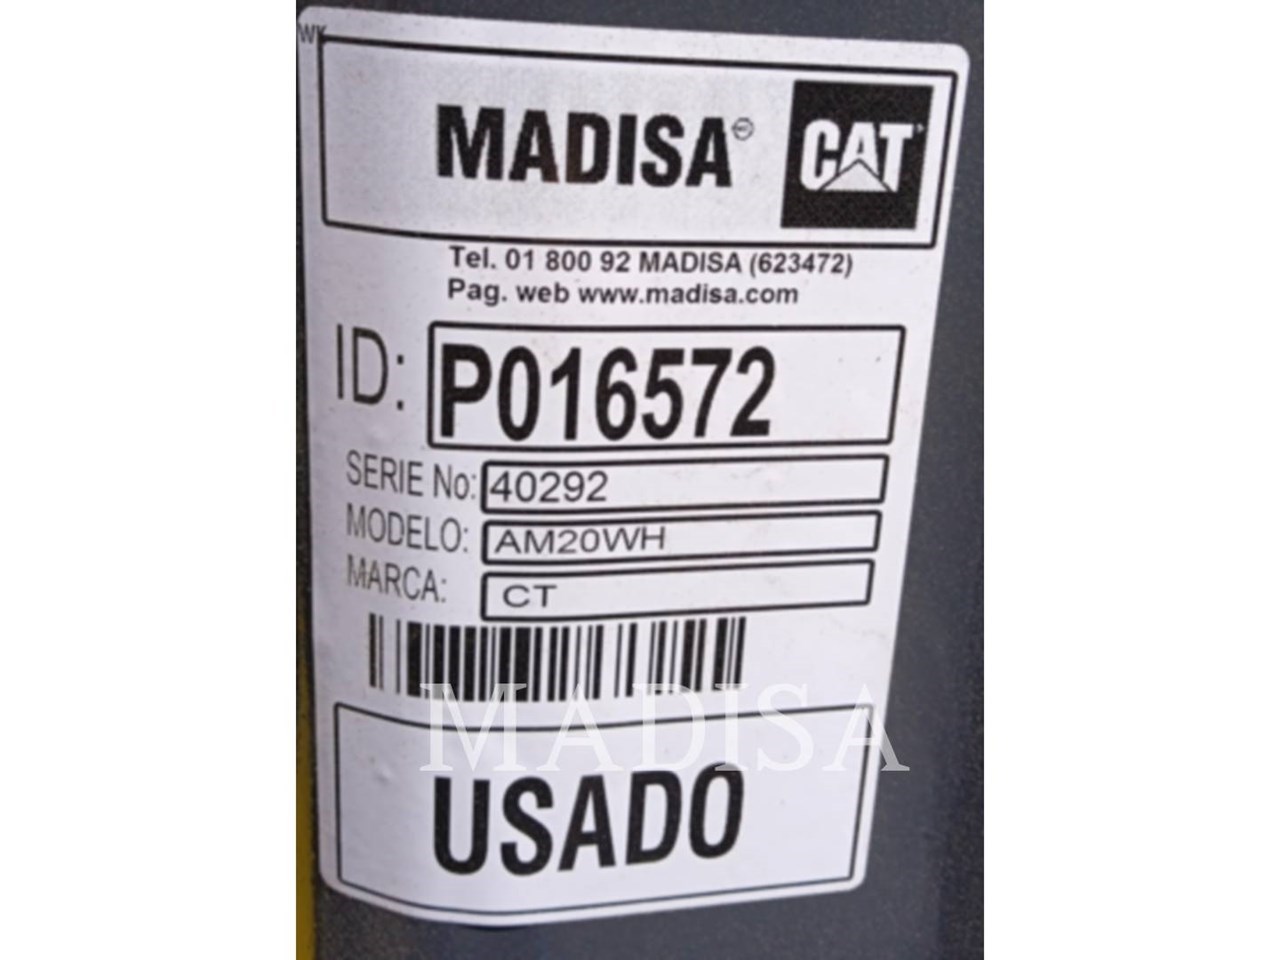 WK
MADISA
CAT
Tel. 01 800 92 MADISA (623472)
Pag. web www.madisa.com
ID: P016572
SERIE No: 40292
MODELO: AM20WH
MARCA: CT
MADISA
USADO